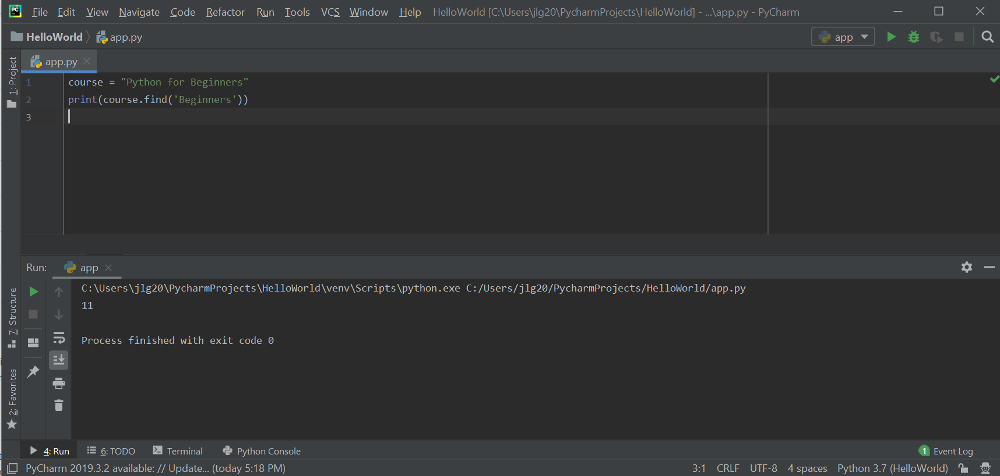 PC File Edit View Navigate Code Refactor Run Tools VCS Window Help HelloWorld [C:\Users\jlg20\PycharmProjects\HelloWorld] - ...\app.py - PyCharm
HelloWorld app.py app
1: Project
app.py
1 course = "Python for Beginners"
2 print(course.find('Beginners'))
3
Run: app
C:\Users\jlg20\PycharmProjects\HelloWorld\venv\Scripts\python.exe C:/Users/jlg20/PycharmProjects/HelloWorld/app.py
11
Process finished with exit code 0
7: Structure
2: Favorites
4: Run 6: TODO Terminal Python Console 1 Event Log
PyCharm 2019.3.2 available: // Update... (today 5:18 PM) 3:1 CRLF UTF-8 4 spaces Python 3.7 (HelloWorld)